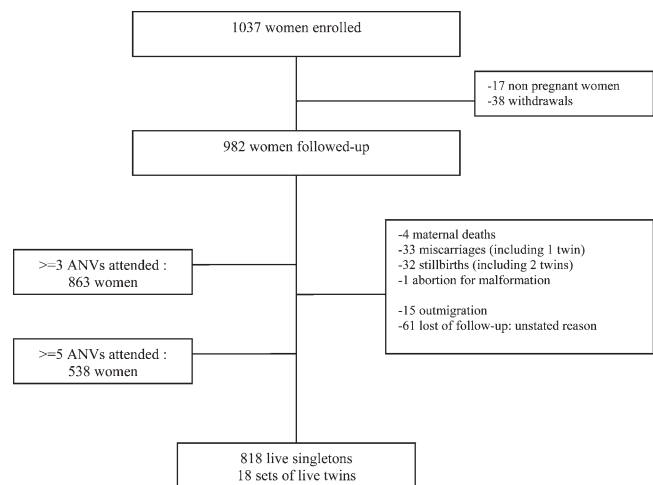 1037 women enrolled
-17 non pregnant women
-38 withdrawals
982 women followed-up
-4 maternal deaths
-33 miscarriages (including 1 twin)
-32 stillbirths (including 2 twins)
-1 abortion for malformation
-15 outmigration
-61 lost of follow-up: unstated reason
>=3 ANVs attended :
863 women
>=5 ANVs attended :
538 women
818 live singletons
18 sets of live twins